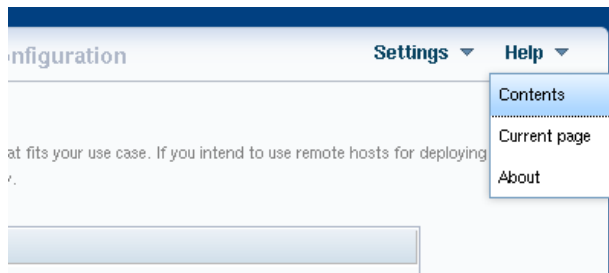 nfiguration Settings Help
Contents
Current page
at fits your use case. If you intend to use remote hosts for deploying
About